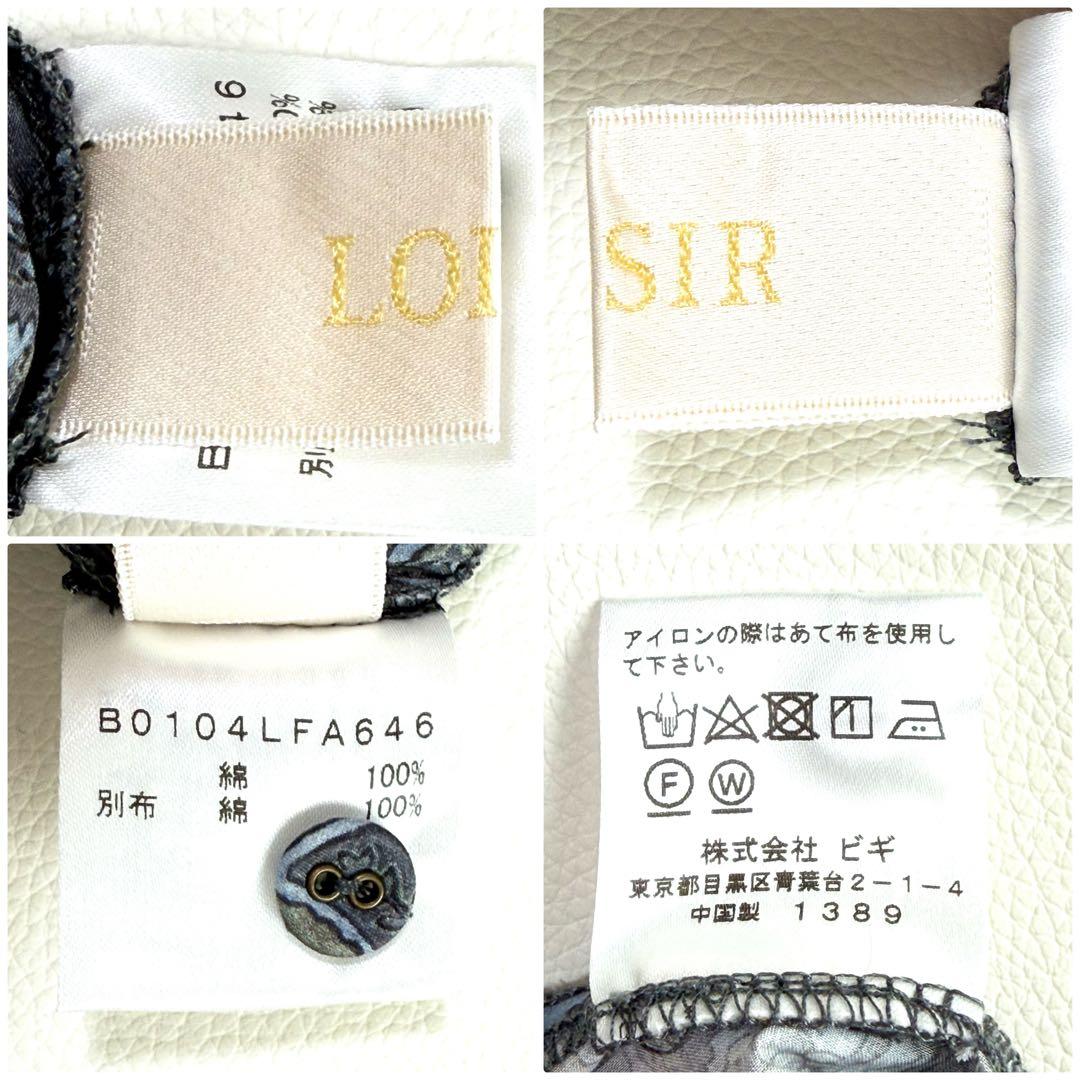 LOI
SIR
B0104LFA646
綿 100%
別布 綿 100%
アイロンの際はあて布を使用し
て下さい。
F W
株式会社 ビギ
東京都目黒区青葉台2-1-4
中国製 1389